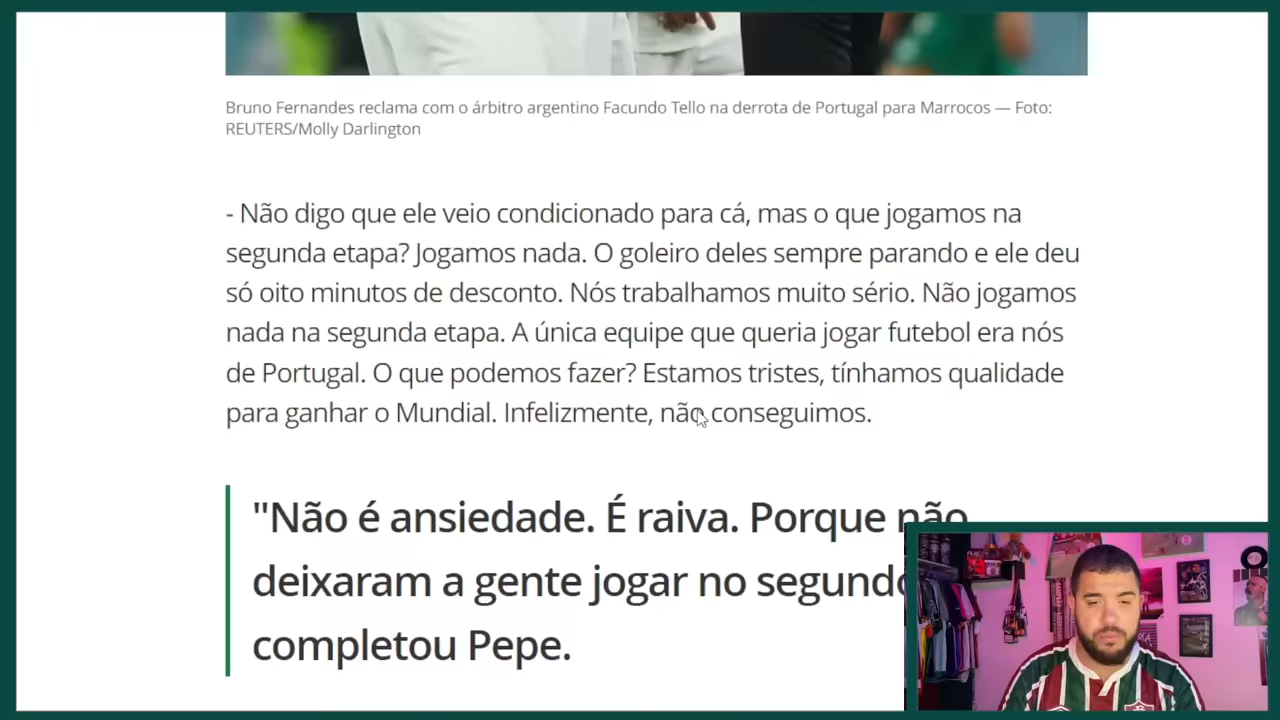 Bruno Fernandes reclama com o árbitro argentino Facundo Tello na derrota de Portugal para Marrocos — Foto:
REUTERS/Molly Darlington
- Não digo que ele veio condicionado para cá, mas o que jogamos na
segunda etapa? Jogamos nada. O goleiro deles sempre parando e ele deu
só oito minutos de desconto. Nós trabalhamos muito sério. Não jogamos
nada na segunda etapa. A única equipe que queria jogar futebol era nós
de Portugal. O que podemos fazer? Estamos tristes, tínhamos qualidade
para ganhar o Mundial. Infelizmente, não conseguimos.
"Não é ansiedade. É raiva. Porque não
deixaram a gente jogar no segundo
completou Pepe.